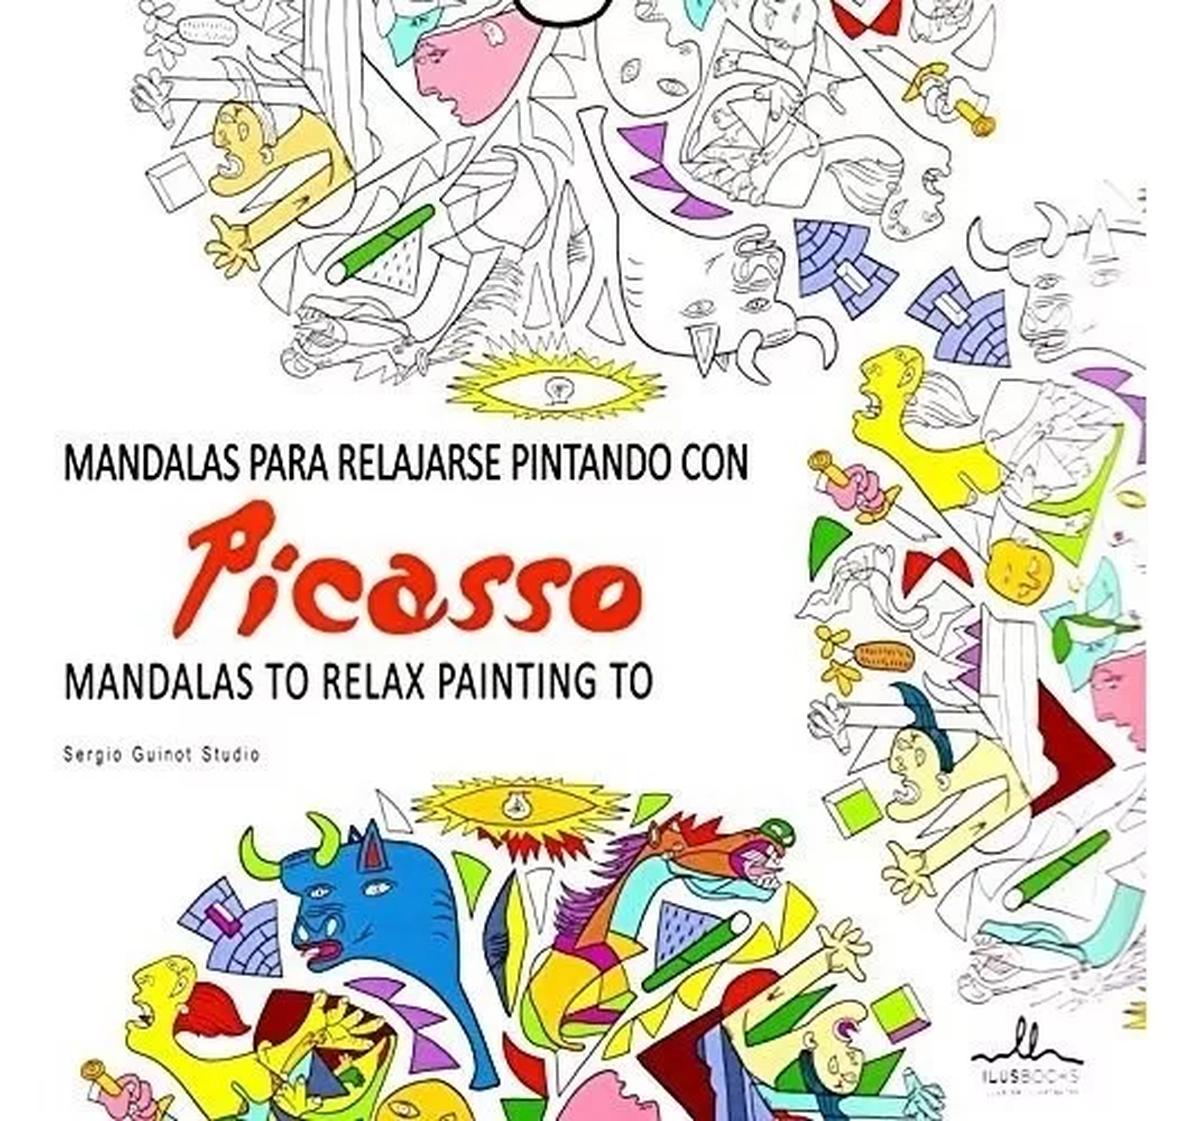 MANDALAS PARA RELAJARSE PINTANDO CON
Picasso
MANDALAS TO RELAX PAINTING TO
Sergio Guinot Studio
ILUSBOOKS